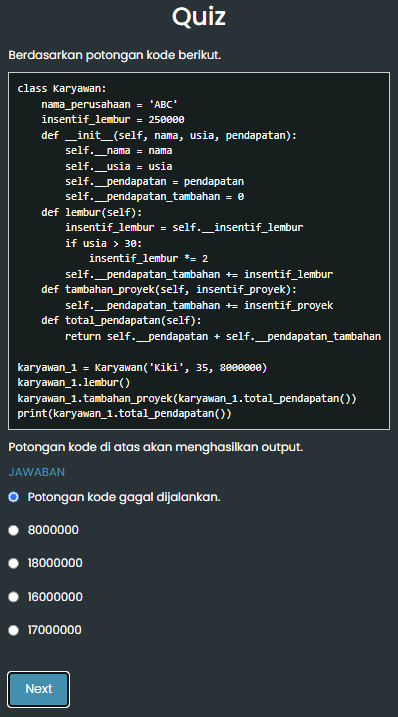 Quiz
Berdasarkan potongan kode berikut.
class Karyawan:
    nama_perusahaan = 'ABC'
    insentif_lembur = 250000
    def __init__(self, nama, usia, pendapatan):
        self.__nama = nama
        self.__usia = usia
        self.__pendapatan = pendapatan
        self.__pendapatan_tambahan = 0
    def lembur(self):
        insentif_lembur = self.__insentif_lembur
        if usia > 30:
            insentif_lembur *= 2
        self.__pendapatan_tambahan += insentif_lembur
    def tambahan_proyek(self, insentif_proyek):
        self.__pendapatan_tambahan += insentif_proyek
    def total_pendapatan(self):
        return self.__pendapatan + self.__pendapatan_tambahan

karyawan_1 = Karyawan('Kiki', 35, 8000000)
karyawan_1.lembur()
karyawan_1.tambahan_proyek(karyawan_1.total_pendapatan())
print(karyawan_1.total_pendapatan())
Potongan kode di atas akan menghasilkan output.
JAWABAN
Potongan kode gagal dijalankan.
8000000
18000000
16000000
17000000
Next